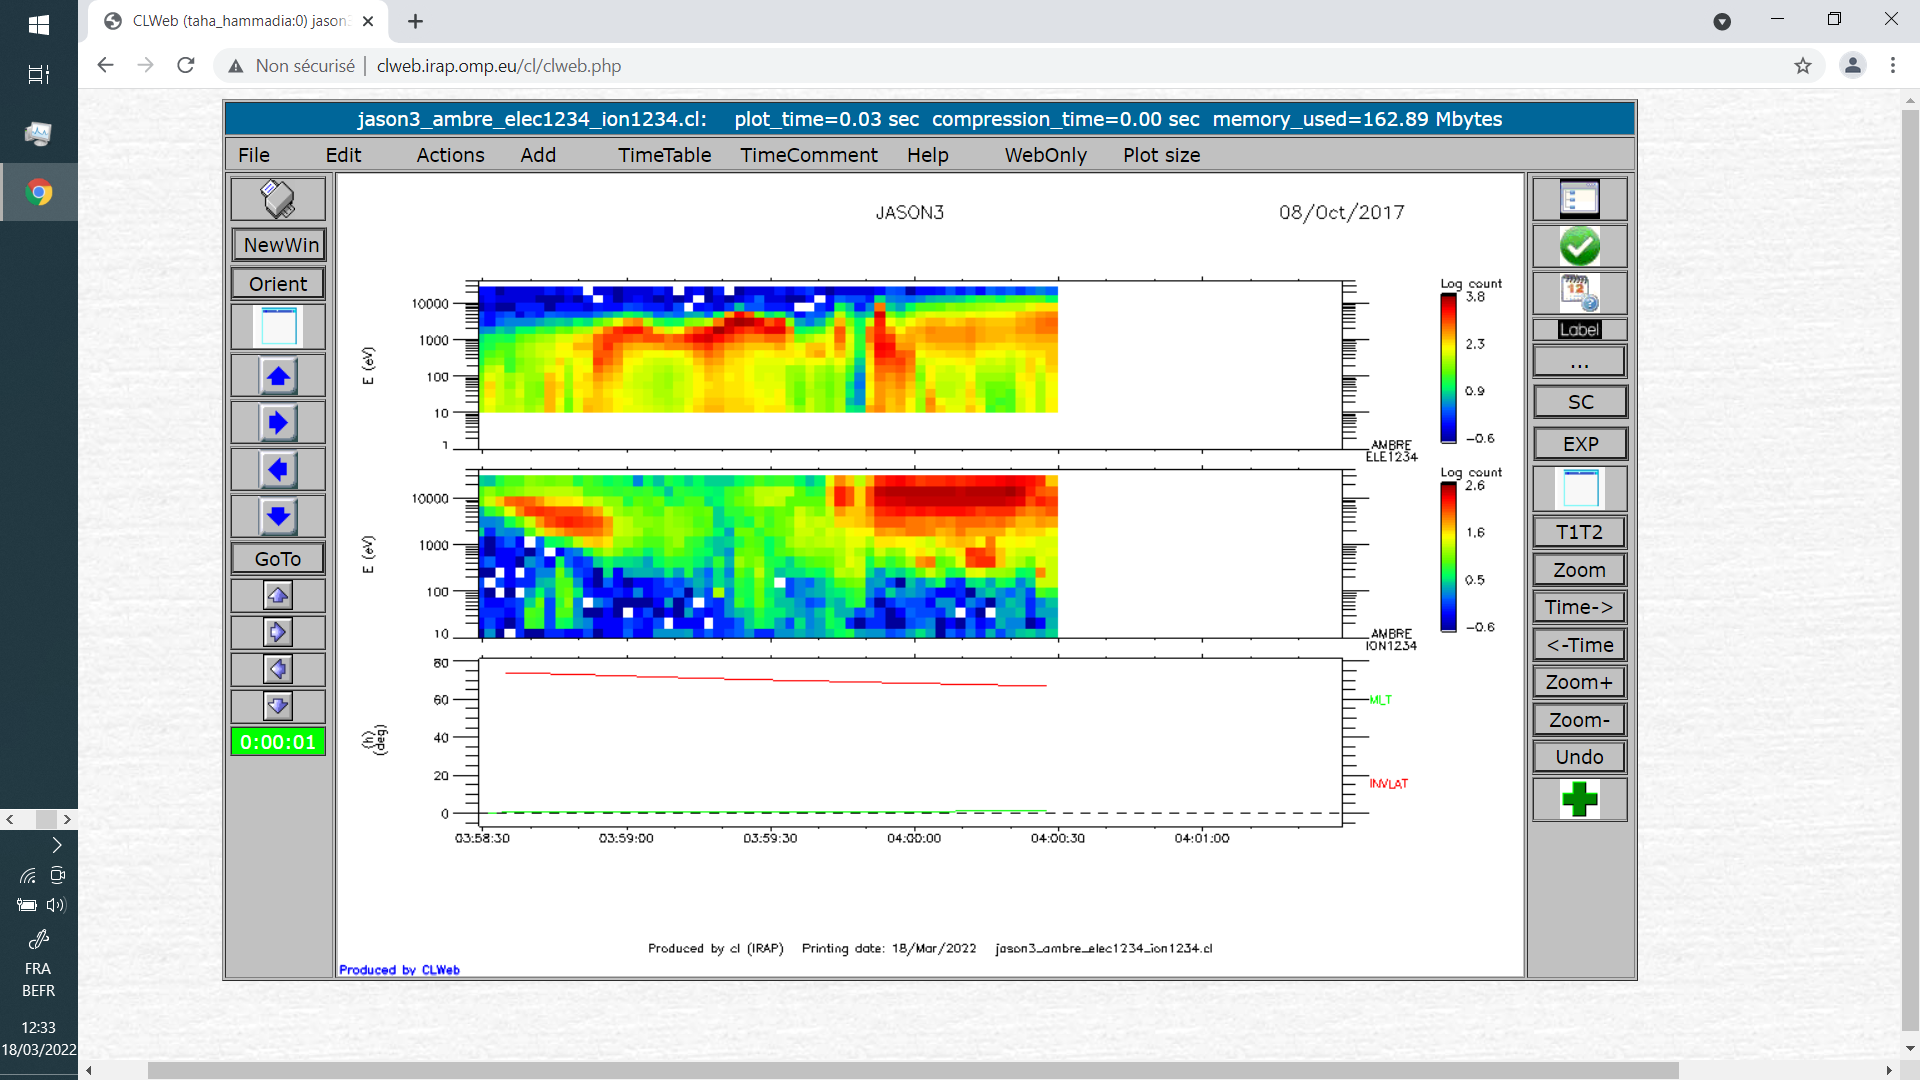 CLWeb (taha_hammadia:0) jason3
Non sécurisé | clweb.irap.omp.eu/cl/clweb.php
jason3_ambre_elec1234_ion1234.cl: plot_time=0.03 sec compression_time=0.00 sec memory_used=162.89 Mbytes
File Edit Actions Add TimeTable TimeComment Help WebOnly Plot size
NewWin
Orient
GoTo
0:00:01
JASON3 08/Oct/2017
E (eV)
10000
1000
100
10
1
Log count
3.8
2.3
0.9
-0.6
AMBRE
ELE1234
E (eV)
10000
1000
100
10
Log count
2.6
1.6
0.5
-0.6
AMBRE
ION1234
(h)
(deg)
80
60
40
20
0
MLT
INVLAT
03:58:30 03:59:00 03:59:30 04:00:00 04:00:30 04:01:00
Produced by cl (IRAP) Printing date: 18/Mar/2022 jason3_ambre_elec1234_ion1234.cl
Produced by CLWeb
12
Label
...
SC
EXP
T1T2
Zoom
Time->
<-Time
Zoom+
Zoom-
Undo
FRA
BEFR
12:33
18/03/2022